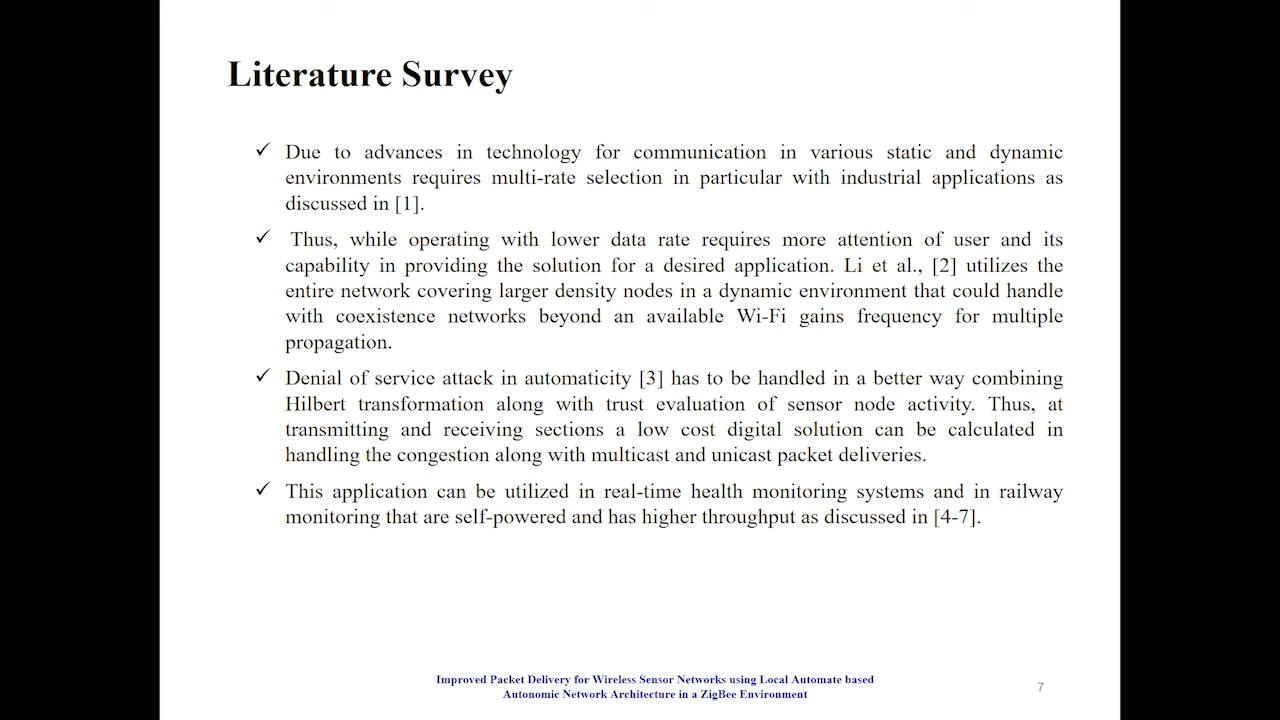 Literature Survey
✓ Due to advances in technology for communication in various static and dynamic
environments requires multi-rate selection in particular with industrial applications as
discussed in [1].
✓ Thus, while operating with lower data rate requires more attention of user and its
capability in providing the solution for a desired application. Li et al., [2] utilizes the
entire network covering larger density nodes in a dynamic environment that could handle
with coexistence networks beyond an available Wi-Fi gains frequency for multiple
propagation.
✓ Denial of service attack in automaticity [3] has to be handled in a better way combining
Hilbert transformation along with trust evaluation of sensor node activity. Thus, at
transmitting and receiving sections a low cost digital solution can be calculated in
handling the congestion along with multicast and unicast packet deliveries.
✓ This application can be utilized in real-time health monitoring systems and in railway
monitoring that are self-powered and has higher throughput as discussed in [4-7].
Improved Packet Delivery for Wireless Sensor Networks using Local Automate based
Autonomic Network Architecture in a ZigBee Environment
7